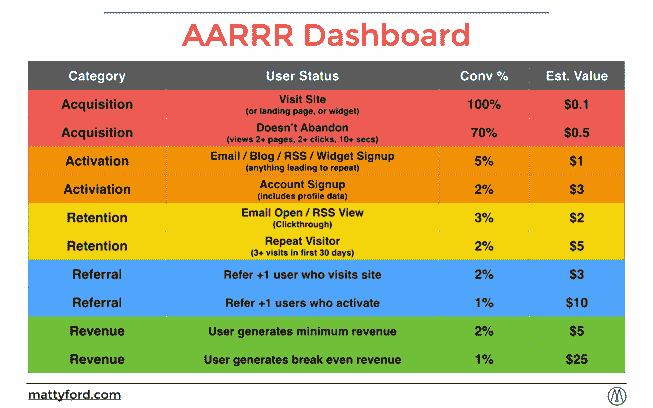 AARRR Dashboard
Category User Status Conv % Est. Value
Acquisition Visit Site 100% $0.1
(or landing page, or widget)
Acquisition Doesn't Abandon 70% $0.5
(views 2+ pages, 2+ clicks, 10+ secs)
Activation Email / Blog / RSS / Widget Signup 5% $1
(anything leading to repeat)
Activiation Account Signup 2% $3
(includes profile data)
Retention Email Open / RSS View 3% $2
(Clickthrough)
Retention Repeat Visitor 2% $5
(3+ visits in first 30 days)
Referral Refer +1 user who visits site 2% $3
Referral Refer +1 users who activate 1% $10
Revenue User generates minimum revenue 2% $5
Revenue User generates break even revenue 1% $25
mattyford.com